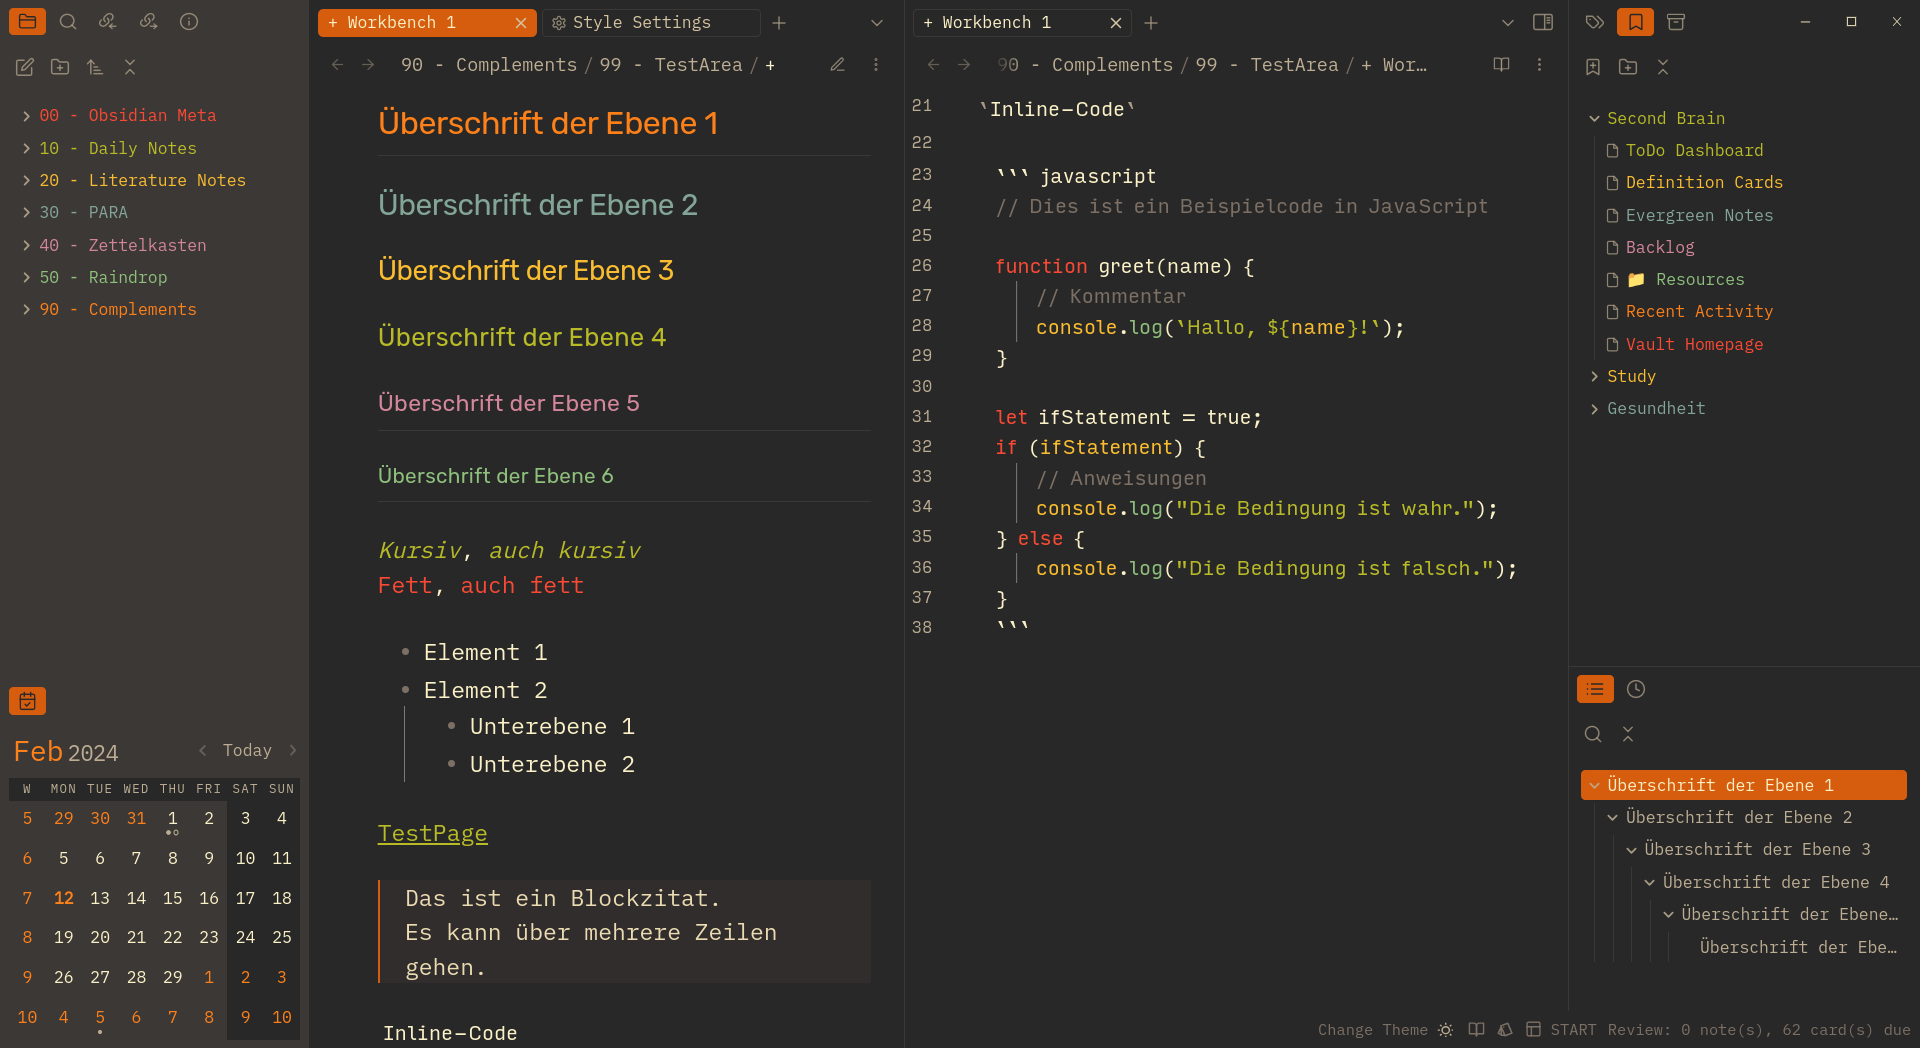 + Workbench 1
Style Settings
+ Workbench 1
90 - Complements / 99 - TestArea / +
90 - Complements / 99 - TestArea / + Wor…
00 - Obsidian Meta
10 - Daily Notes
20 - Literature Notes
30 - PARA
40 - Zettelkasten
50 - Raindrop
90 - Complements
Feb 2024
Today
W MON TUE WED THU FRI SAT SUN
5 29 30 31 1 2 3 4
6 5 6 7 8 9 10 11
7 12 13 14 15 16 17 18
8 19 20 21 22 23 24 25
9 26 27 28 29 1 2 3
10 4 5 6 7 8 9 10
Überschrift der Ebene 1
Überschrift der Ebene 2
Überschrift der Ebene 3
Überschrift der Ebene 4
Überschrift der Ebene 5
Überschrift der Ebene 6
Kursiv, auch kursiv
Fett, auch fett
Element 1
Element 2
Unterebene 1
Unterebene 2
TestPage
Das ist ein Blockzitat.
Es kann über mehrere Zeilen
gehen.
Inline-Code
21 `Inline-Code`
22
23 ``` javascript
24 // Dies ist ein Beispielcode in JavaScript
25
26 function greet(name) {
27 // Kommentar
28 console.log(`Hallo, ${name}!`);
29 }
30
31 let ifStatement = true;
32 if (ifStatement) {
33 // Anweisungen
34 console.log("Die Bedingung ist wahr.");
35 } else {
36 console.log("Die Bedingung ist falsch.");
37 }
38 ```
Second Brain
ToDo Dashboard
Definition Cards
Evergreen Notes
Backlog
📁 Resources
Recent Activity
Vault Homepage
Study
Gesundheit
Überschrift der Ebene 1
Überschrift der Ebene 2
Überschrift der Ebene 3
Überschrift der Ebene 4
Überschrift der Ebene…
Überschrift der Ebe…
Change Theme START Review: 0 note(s), 62 card(s) due